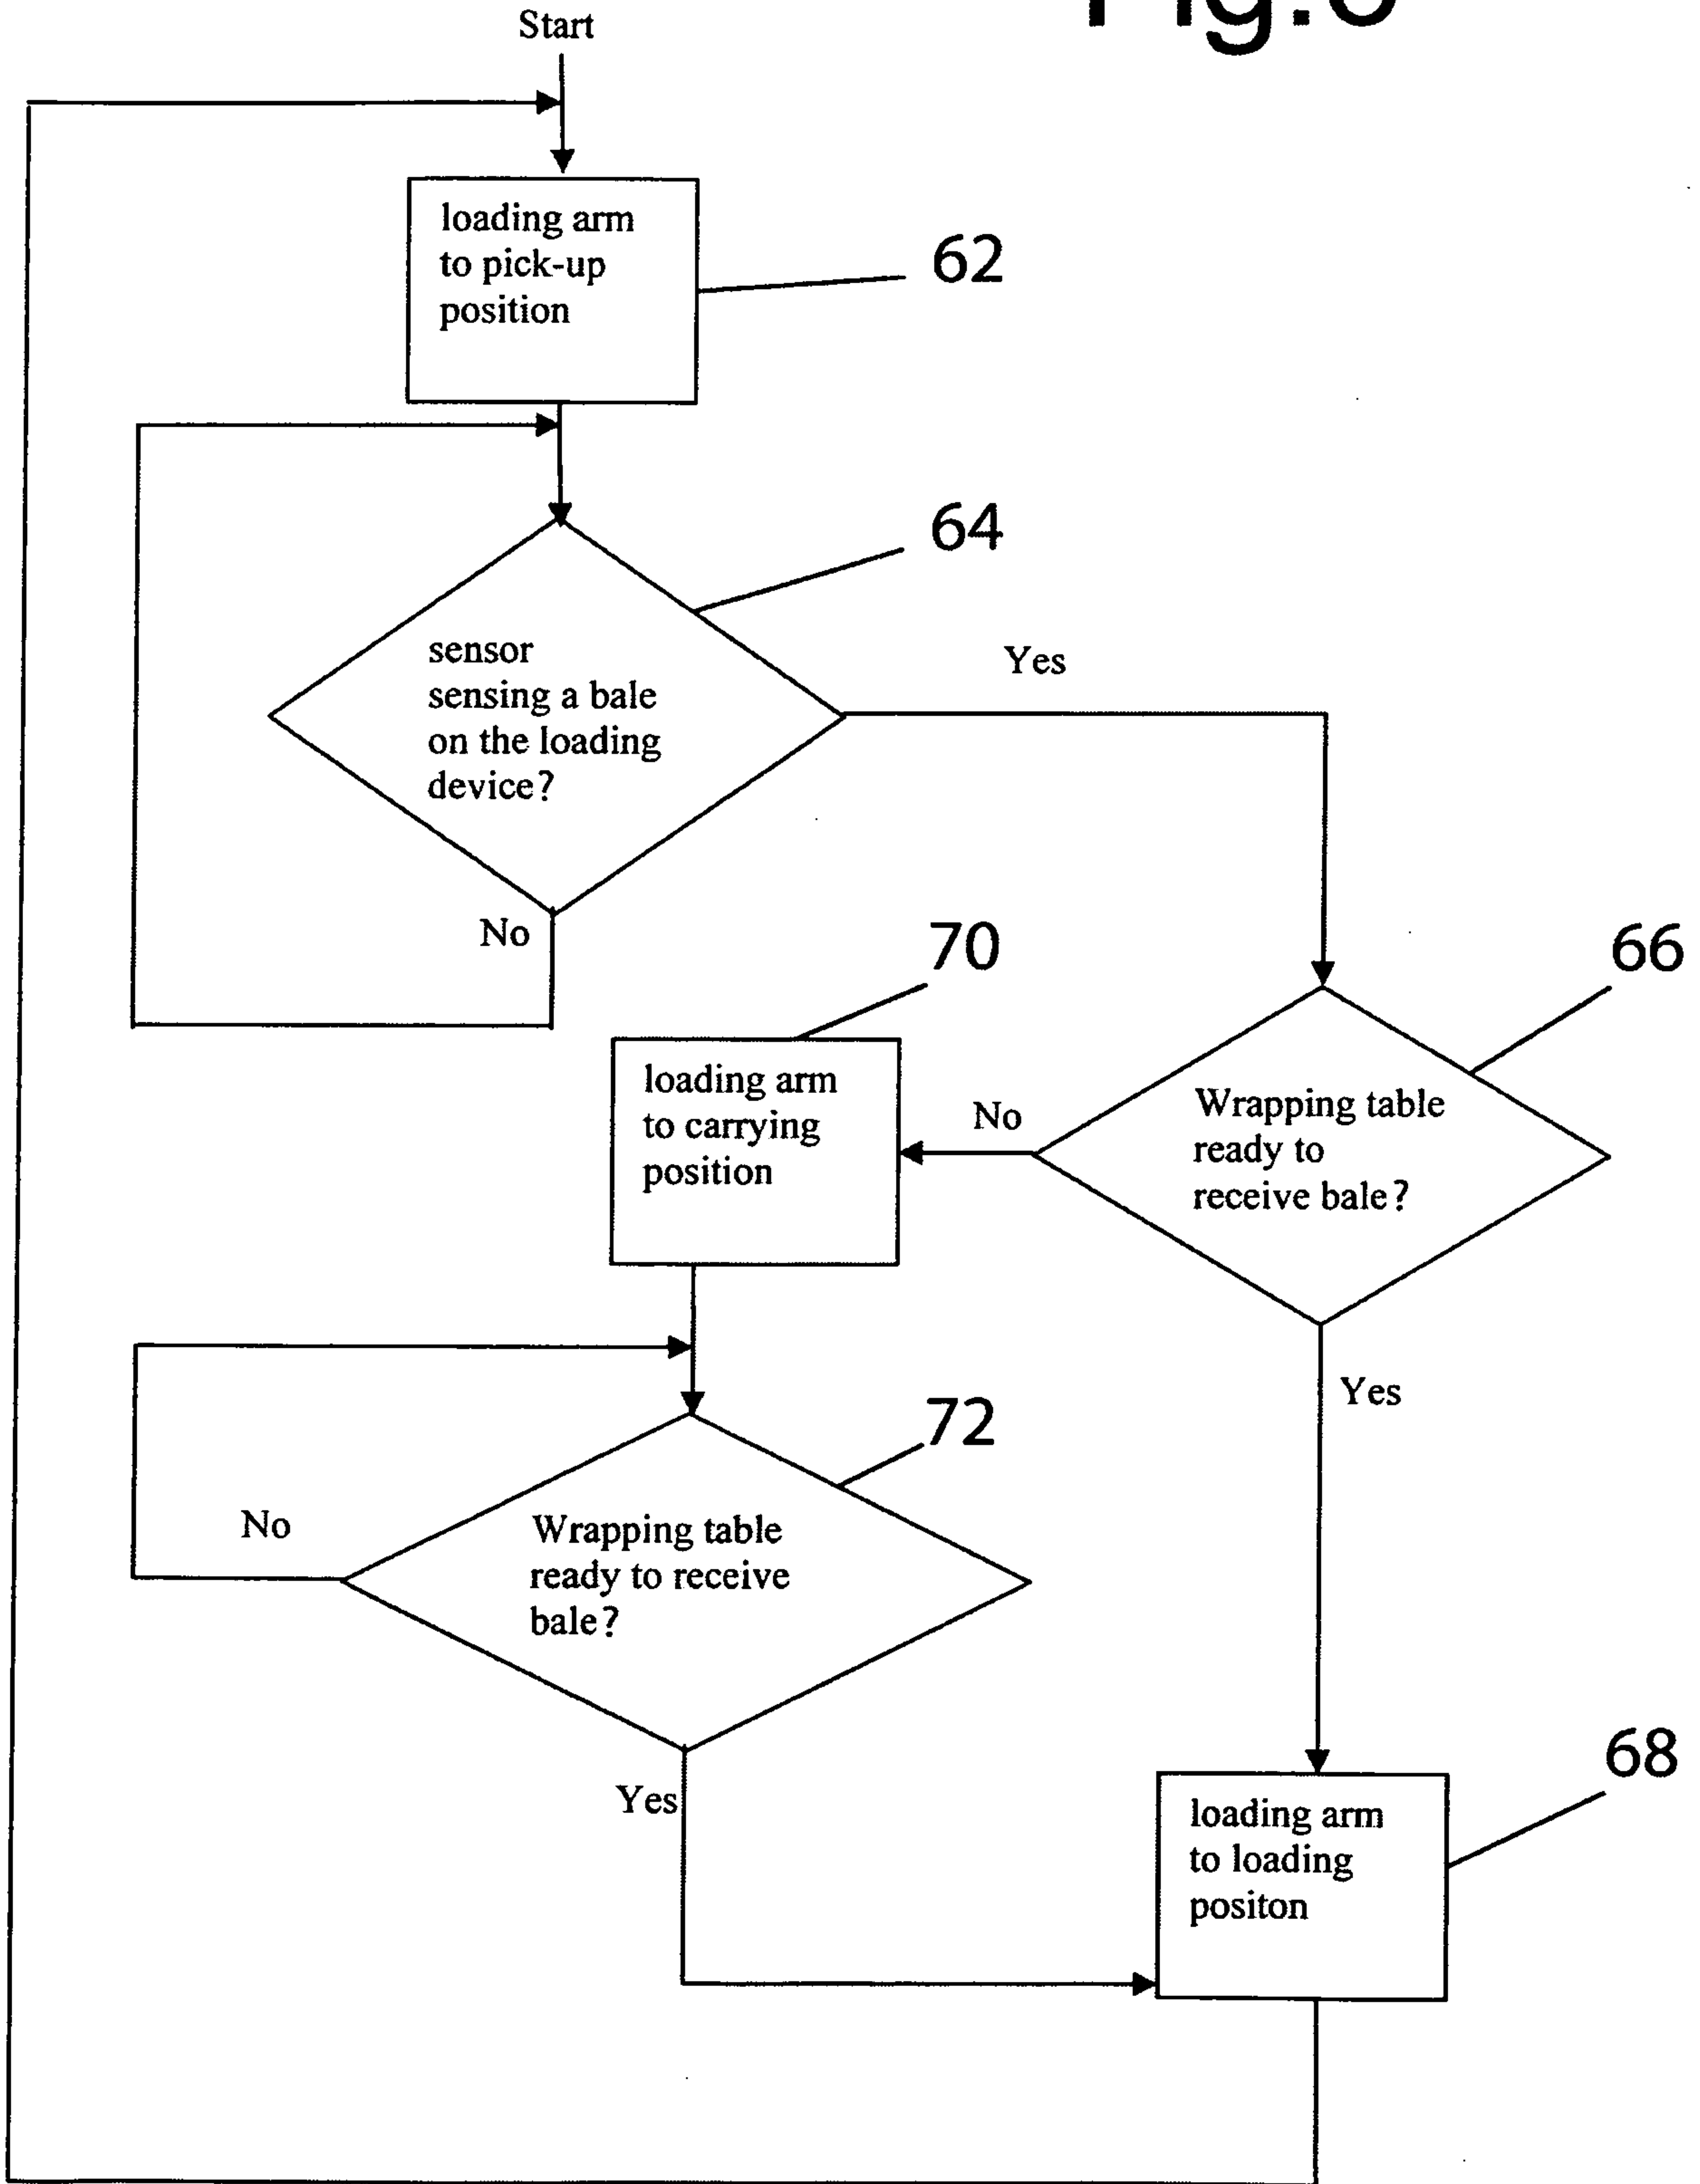 Fig.
Start
loading arm
to pick-up
position
62
64
sensor
sensing a bale
on the loading
device?
Yes
No
70
66
loading arm
to carrying
position
No
Wrapping table
ready to
receive bale?
Yes
72
No
Wrapping table
ready to receive
bale?
Yes
68
loading arm
to loading
positon